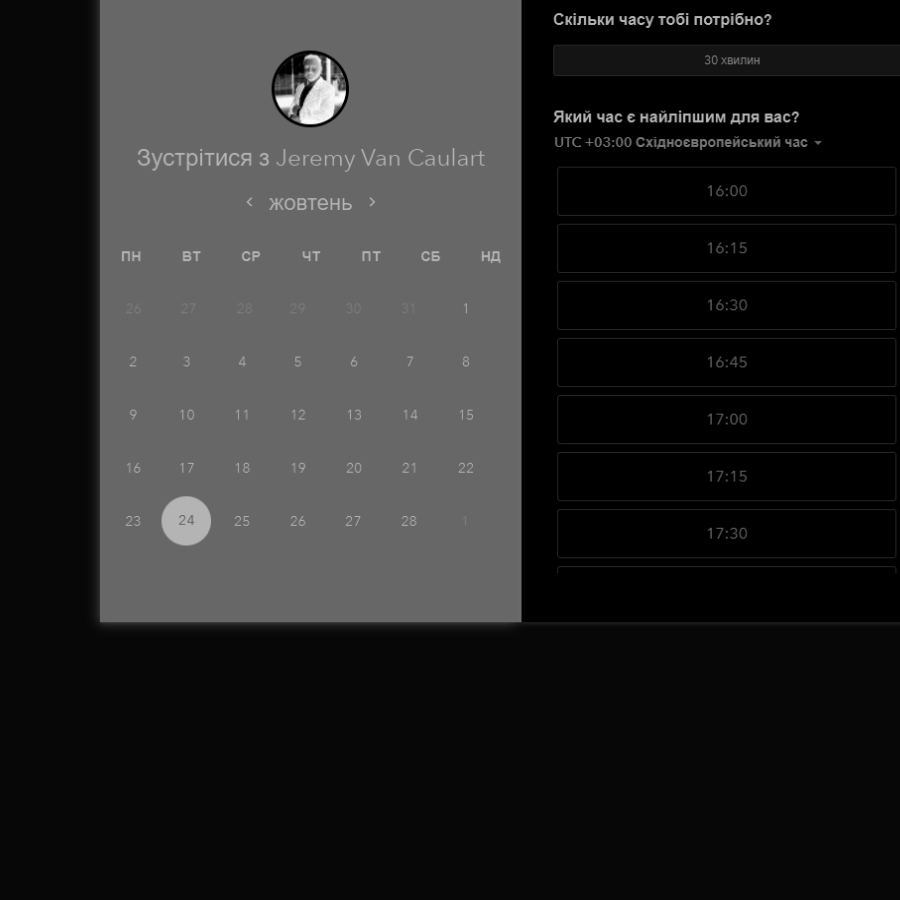 Зустрітися з Jeremy Van Caulart
жовтень
ПН ВТ СР ЧТ ПТ СБ НД
26 27 28 29 30 31 1
2 3 4 5 6 7 8
9 10 11 12 13 14 15
16 17 18 19 20 21 22
23 24 25 26 27 28 1
Скільки часу тобі потрібно?
30 хвилин
Який час є найліпшим для вас?
UTC +03:00 Східноєвропейський час
16:00
16:15
16:30
16:45
17:00
17:15
17:30